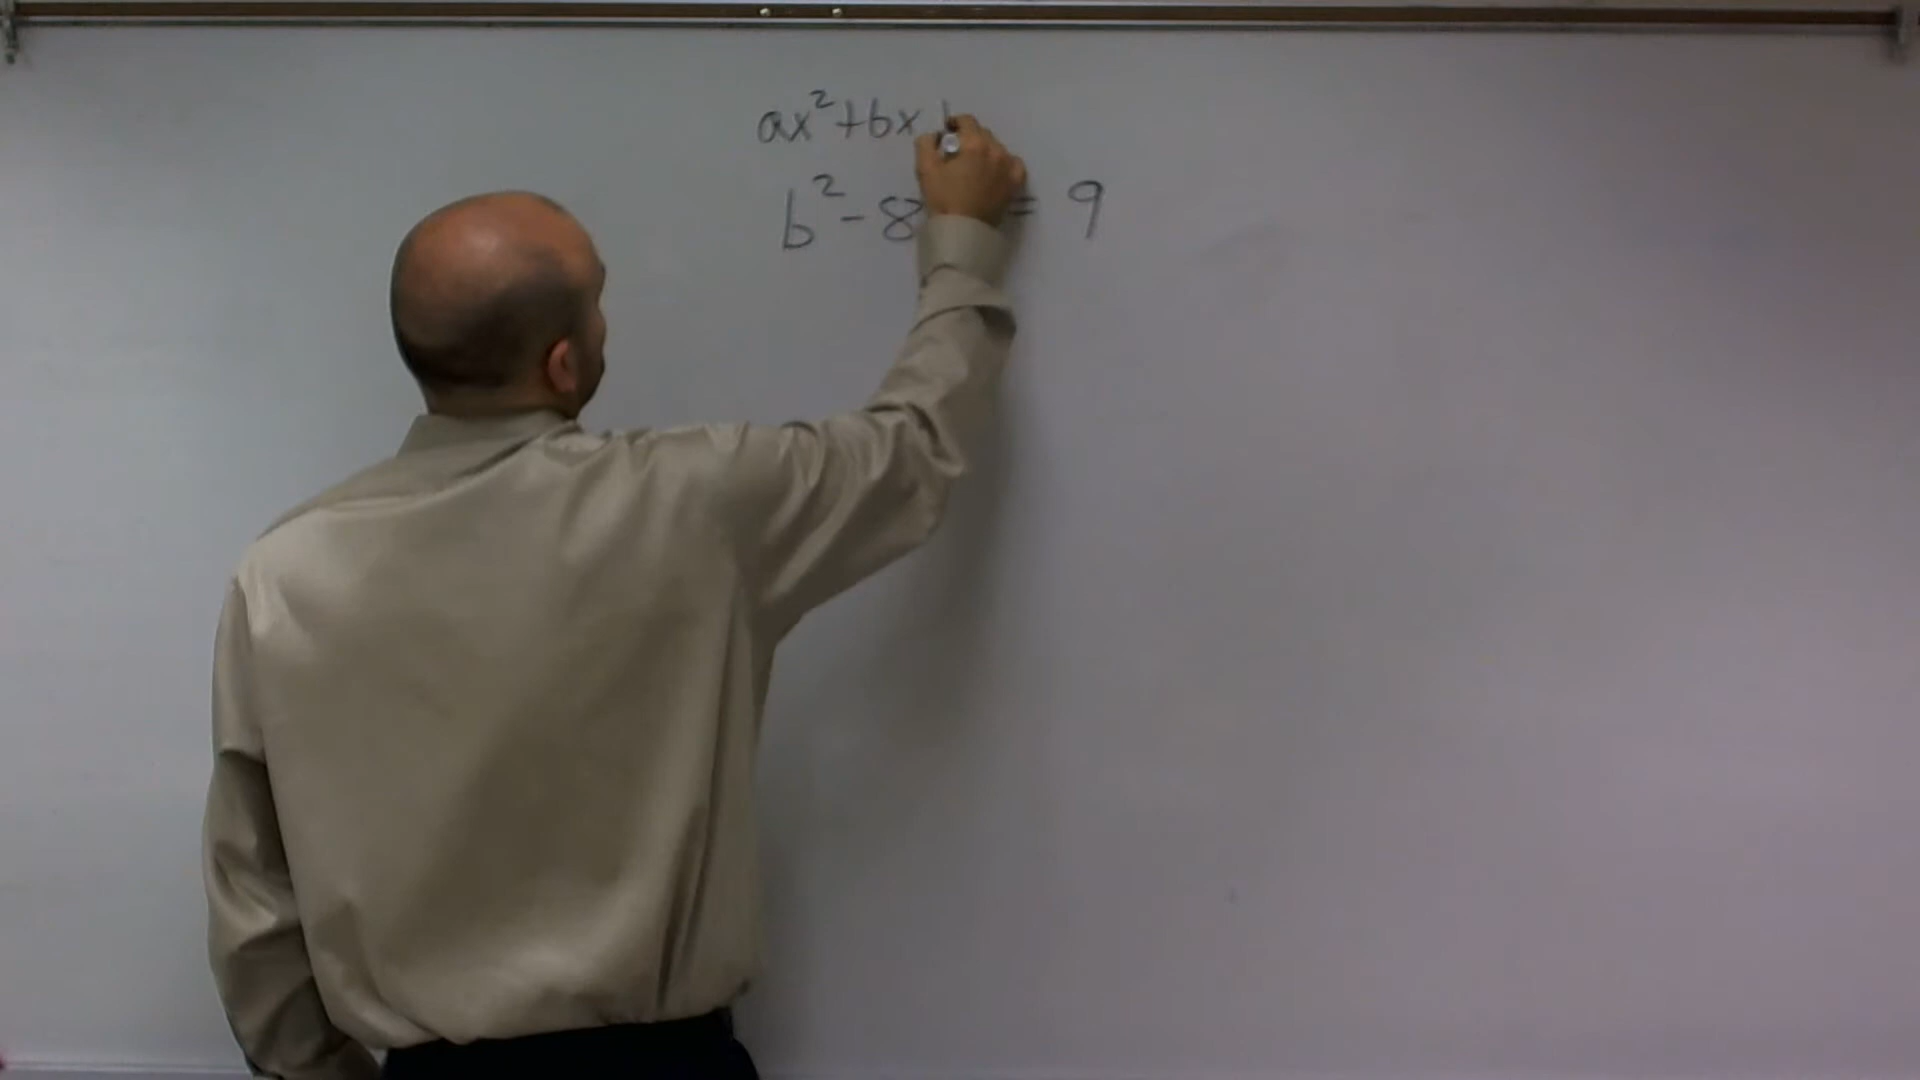 ax²+bx
b²-8 = 9